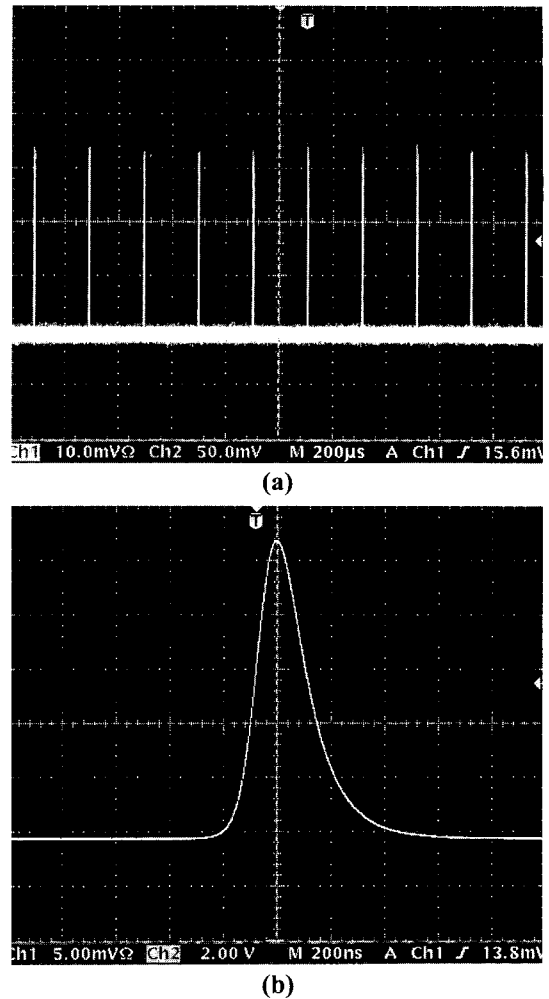 T
Ch1 10.0mVΩ Ch2 50.0mV M 200µs A Ch1 ʃ 15.6mV
(a)
T
Ch1 5.00mVΩ Ch2 2.00 V M 200ns A Ch1 ʃ 13.8mV
(b)